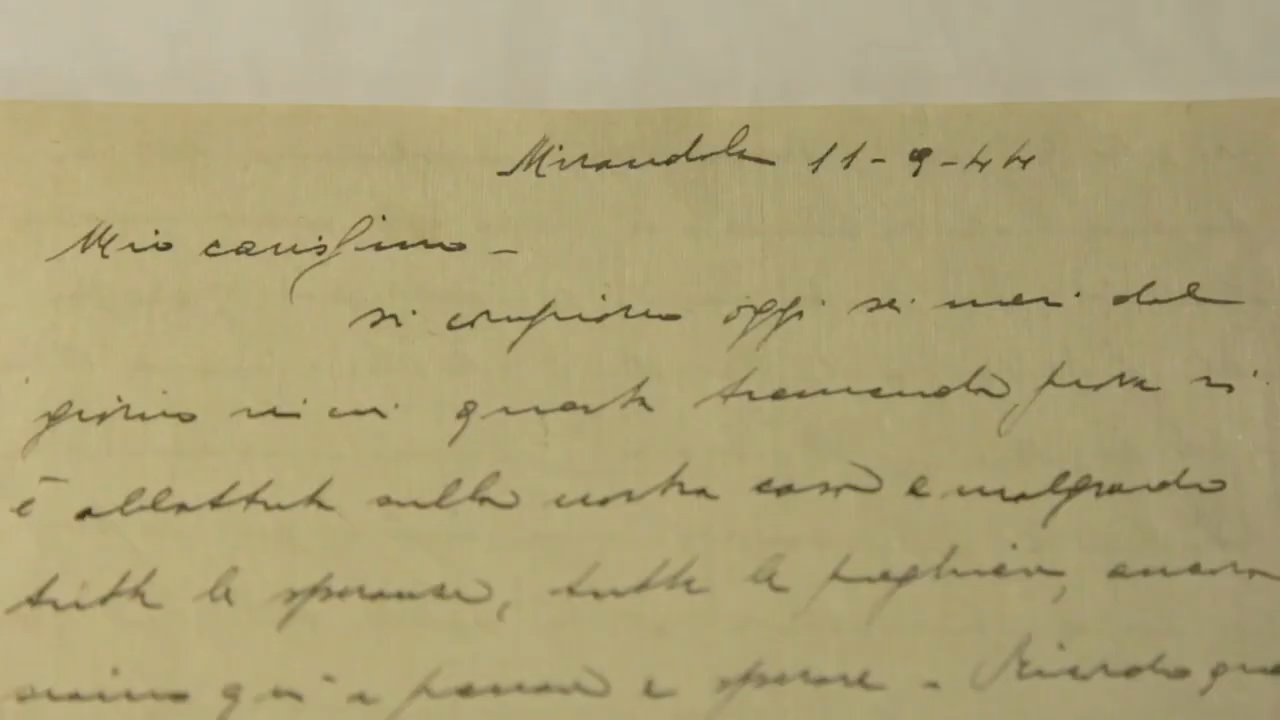 Mirandola 11-9-44
Mio carissimo -
si compiono oggi sei mesi dal
giorno in cui questa tremenda prova si
è abbattuta sulla nostra casa e malgrado
tutte le speranze, tutte le preghiere, ancora
siamo qui a pensare e sperare - Ricordo